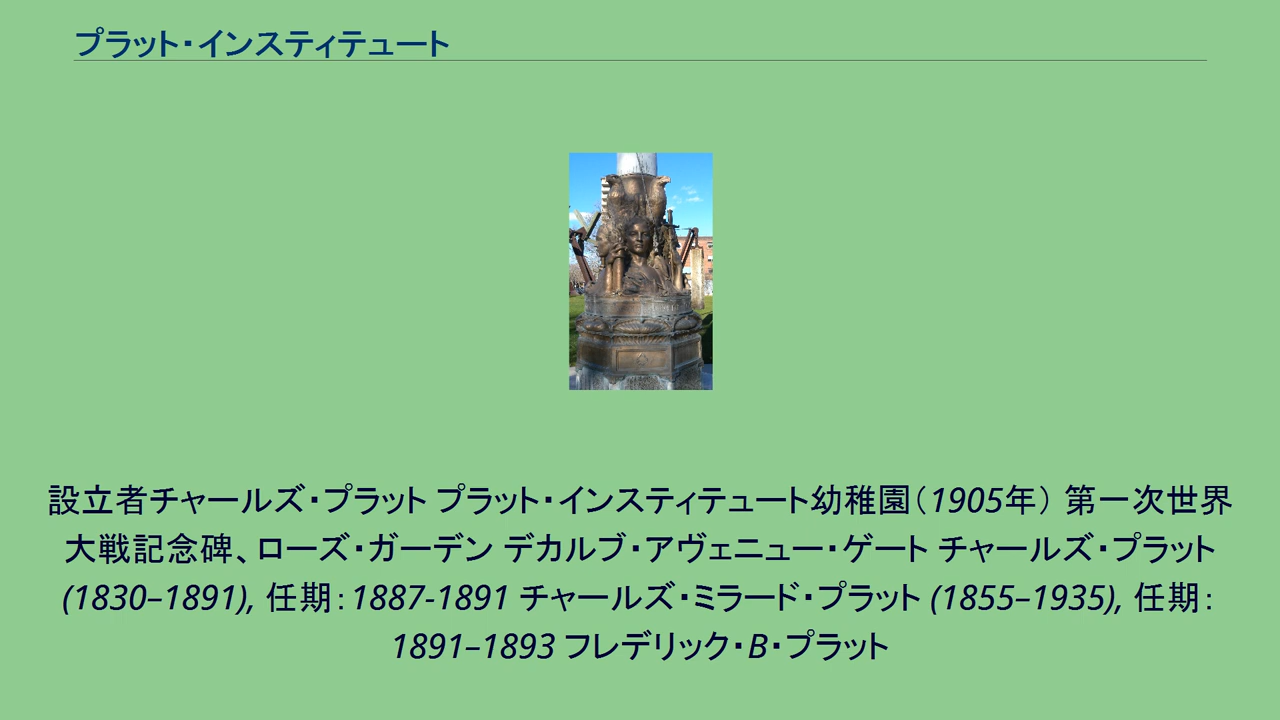 プラット・インスティテュート
設立者チャールズ・プラット プラット・インスティテュート幼稚園（1905年） 第一次世界
大戦記念碑、ローズ・ガーデン デカルブ・アヴェニュー・ゲート チャールズ・プラット
(1830–1891), 任期：1887-1891 チャールズ・ミラード・プラット (1855–1935), 任期：
1891–1893 フレデリック・B・プラット